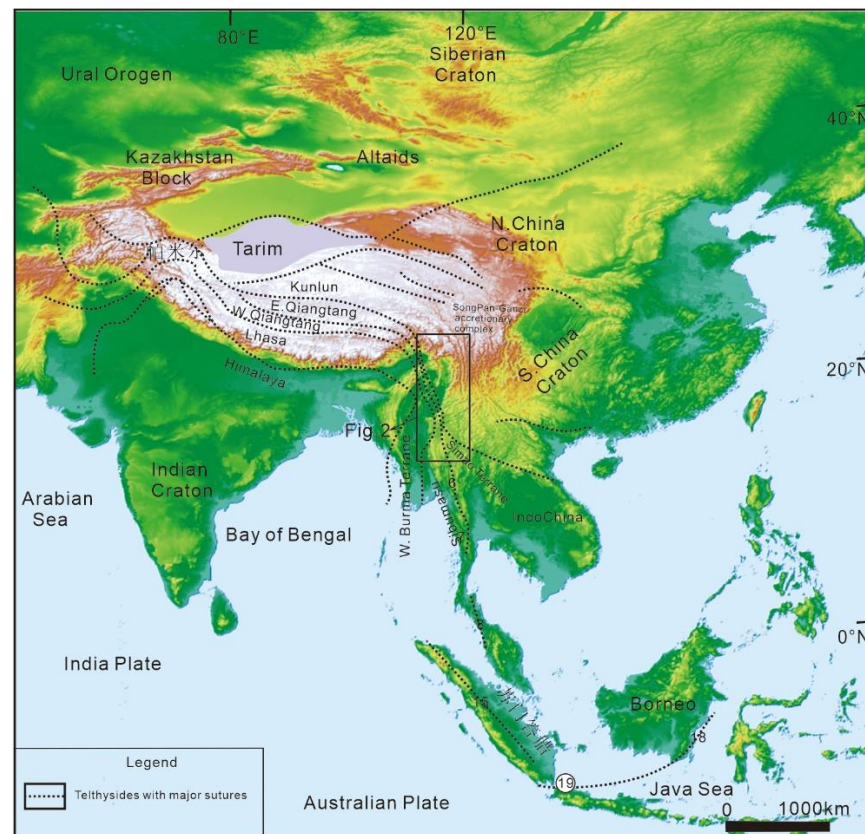 80°E
120°E
Siberian
Craton
Ural Orogen
40°N
Kazakhstan
Block
Altaids
N.China
Craton
帕米尔
Tarim
Kunlun
E.Qiangtang
W.Qiangtang
Lhasa
Himalaya
SongPan-Ganzi
accretionary
complex
S.China
Craton
20°N
Fig 2
W. Burma Terrane
Simao Terrane
Sibumasu
6
Indian
Craton
IndoChina
Arabian
Sea
Bay of Bengal
0°N
India Plate
苏门答腊
Borneo
18
19
Java Sea
Australian Plate
0
1000km
Legend
Telthysides with major sutures